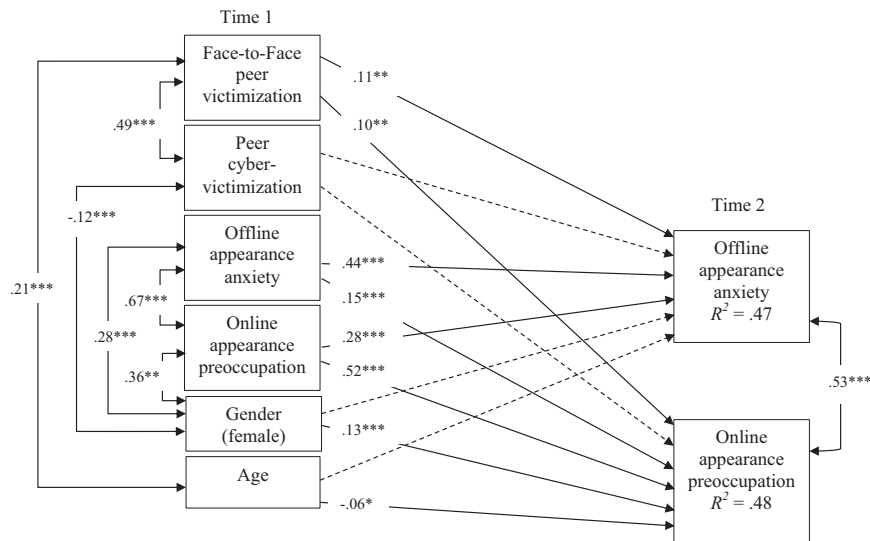 Time 1
Face-to-Face
peer
victimization
.11**
.10**
.49***
Peer
cyber-
victimization
-.12***
Time 2
Offline
appearance
anxiety
.44***
.15***
.21***
.67***
.28***
Online
appearance
preoccupation
.28***
.52***
.36**
Gender
(female)
.13***
Age
-.06*
Offline
appearance
anxiety
R² = .47
.53***
Online
appearance
preoccupation
R² = .48